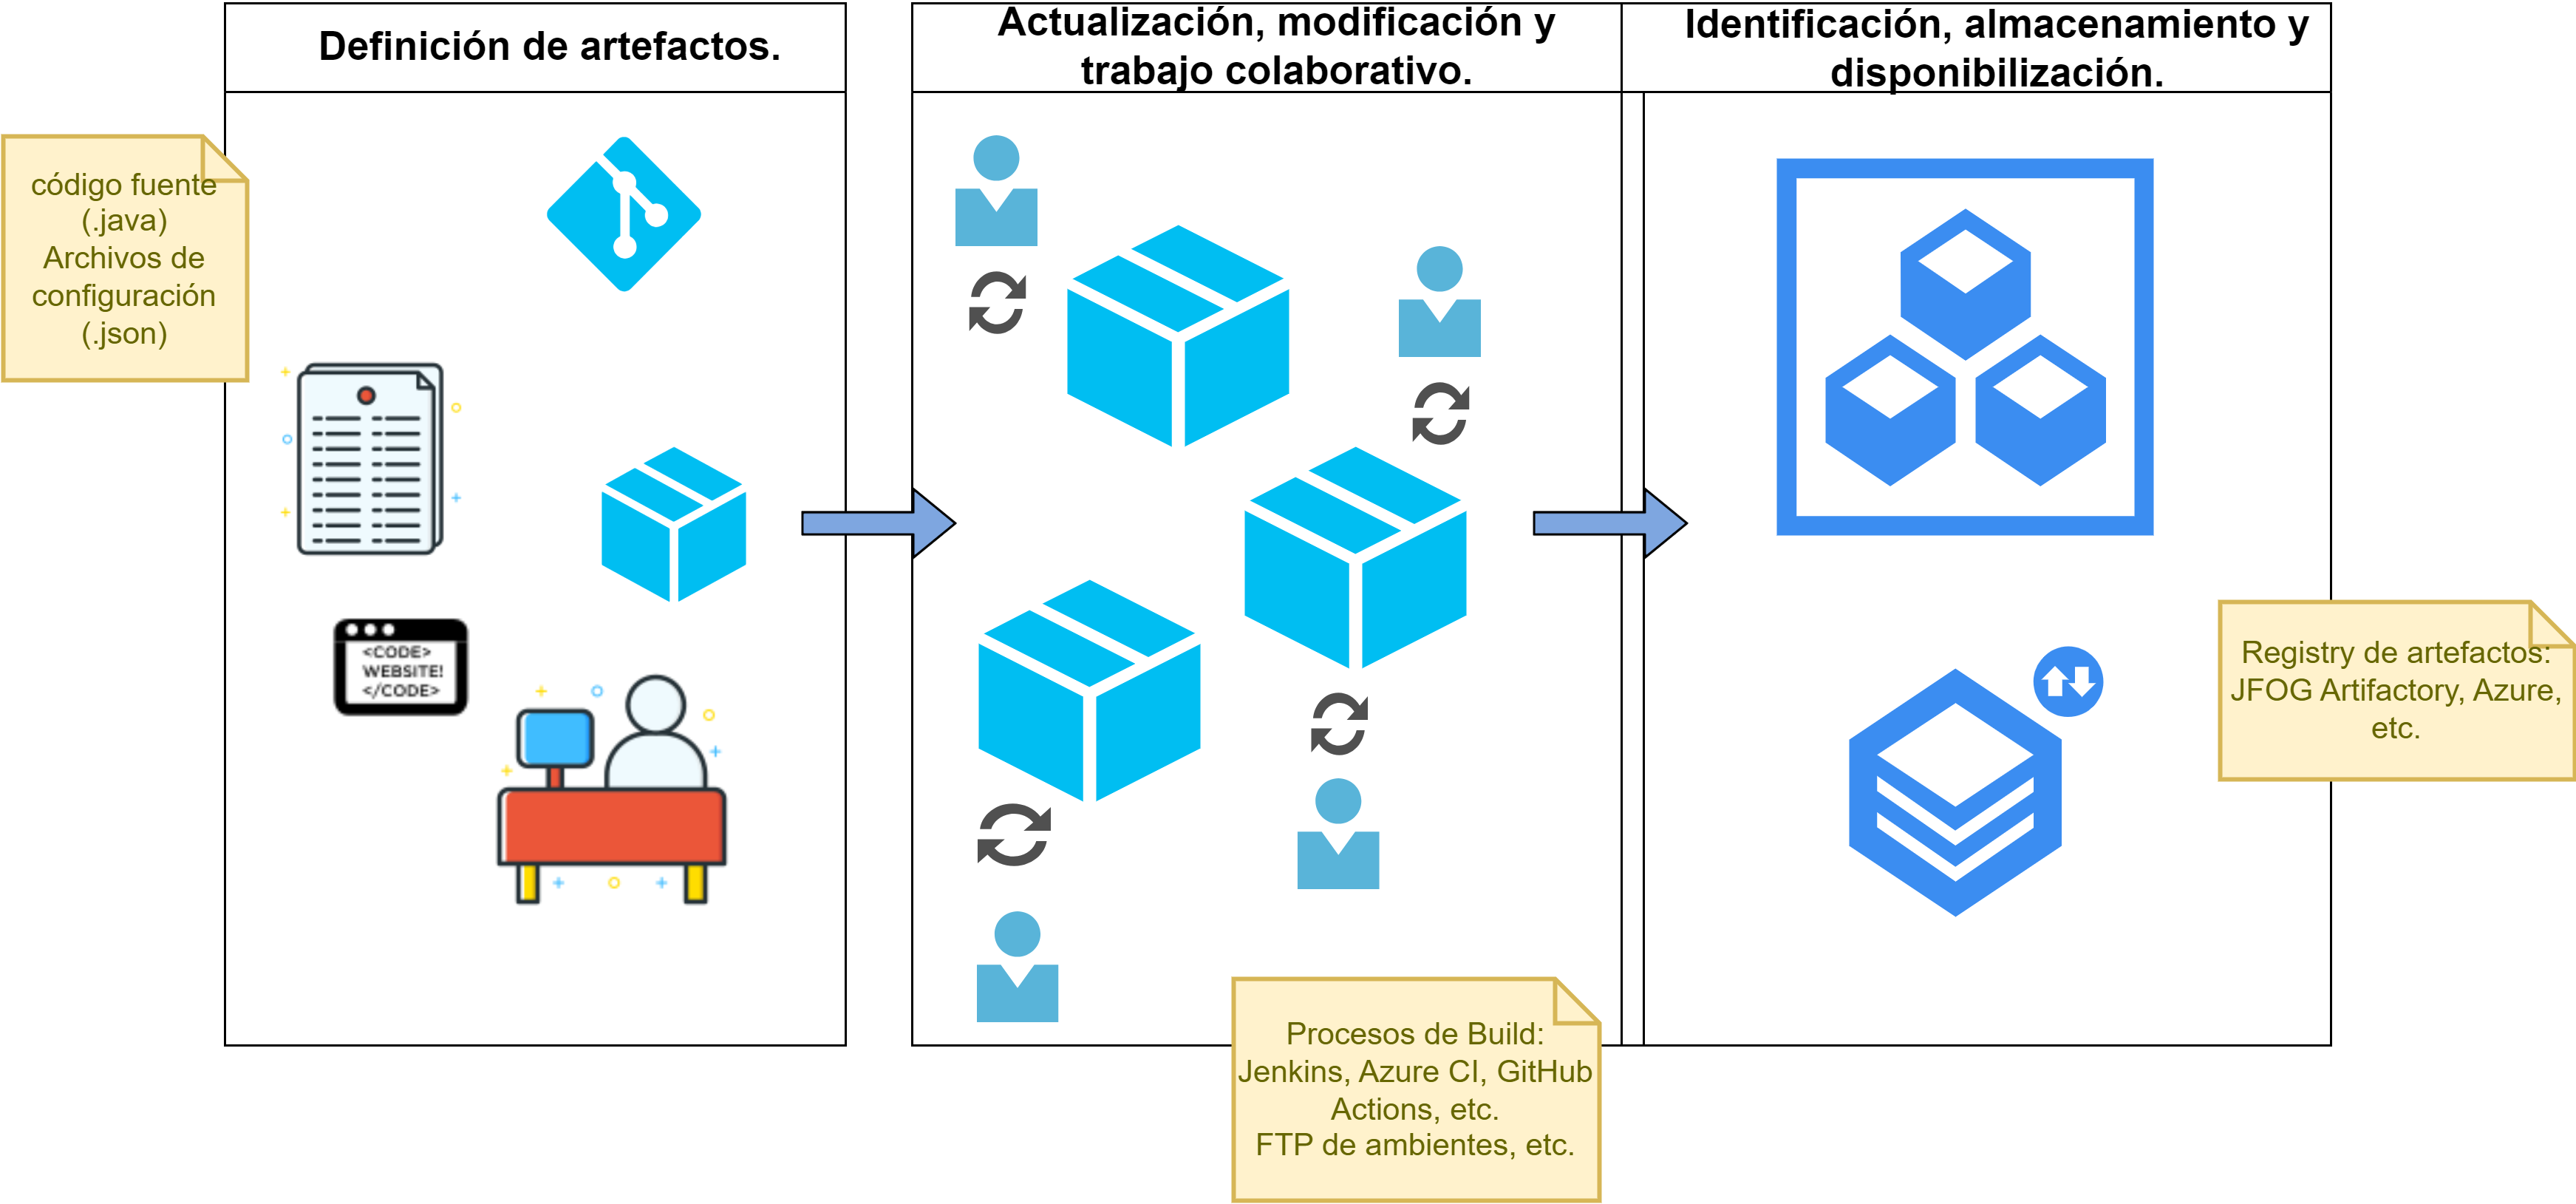 Definición de artefactos.
Actualización, modificación y
trabajo colaborativo.
Identificación, almacenamiento y
disponibilización.
código fuente
(.java)
Archivos de
configuración
(.json)
<CODE>
WEBSITE!
</CODE>
Registry de artefactos:
JFOG Artifactory, Azure,
etc.
Procesos de Build:
Jenkins, Azure CI, GitHub
Actions, etc.
FTP de ambientes, etc.